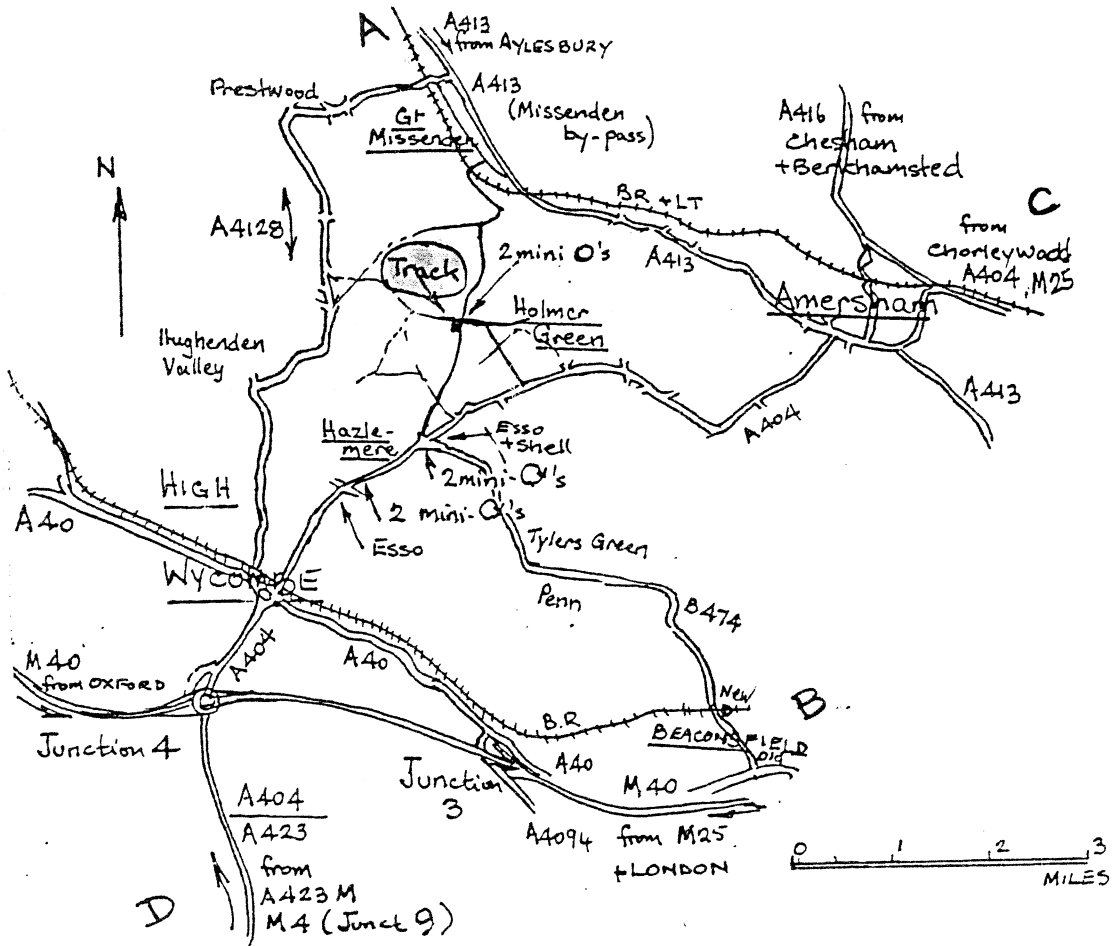 A
A413
from AYLESBURY
Prestwood
A413
(Missenden
by-pass)
Gt
Missenden
A416 from
Chesham
+Berkhamsted
N
BR + LT
C
from
Chorleywood
A404, M25
A4128
A413
2 mini O's
Track
Amersham
Holmer
Green
Hughenden
Valley
A413
A404
Hazle-
mere
Esso
+ Shell
2 mini-O's
HIGH
2 mini-O's
A40
Esso
Tylers Green
WYCOMBE
Penn
B474
A404
A40
M40
from OXFORD
New
B
B.R
BEACONSFIELD
Old
Junction 4
A40
Junction
3
M40
A404
A423
A4094
from M25
+LONDON
0 1 2 3
MILES
from
A423M
M4 (Junct 9)
D